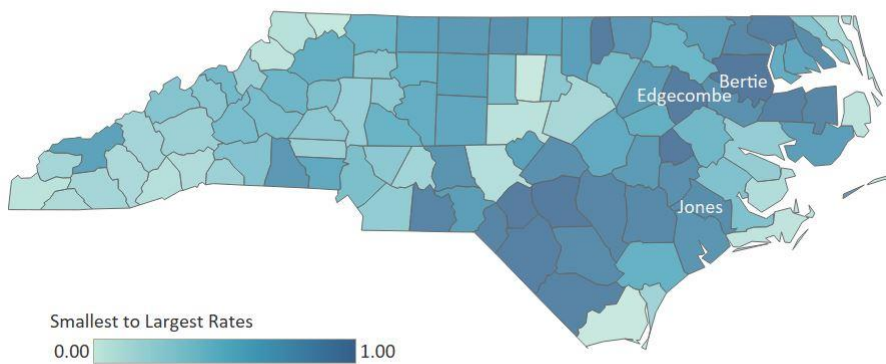 Bertie
Edgecombe
Jones
Smallest to Largest Rates
0.00 1.00